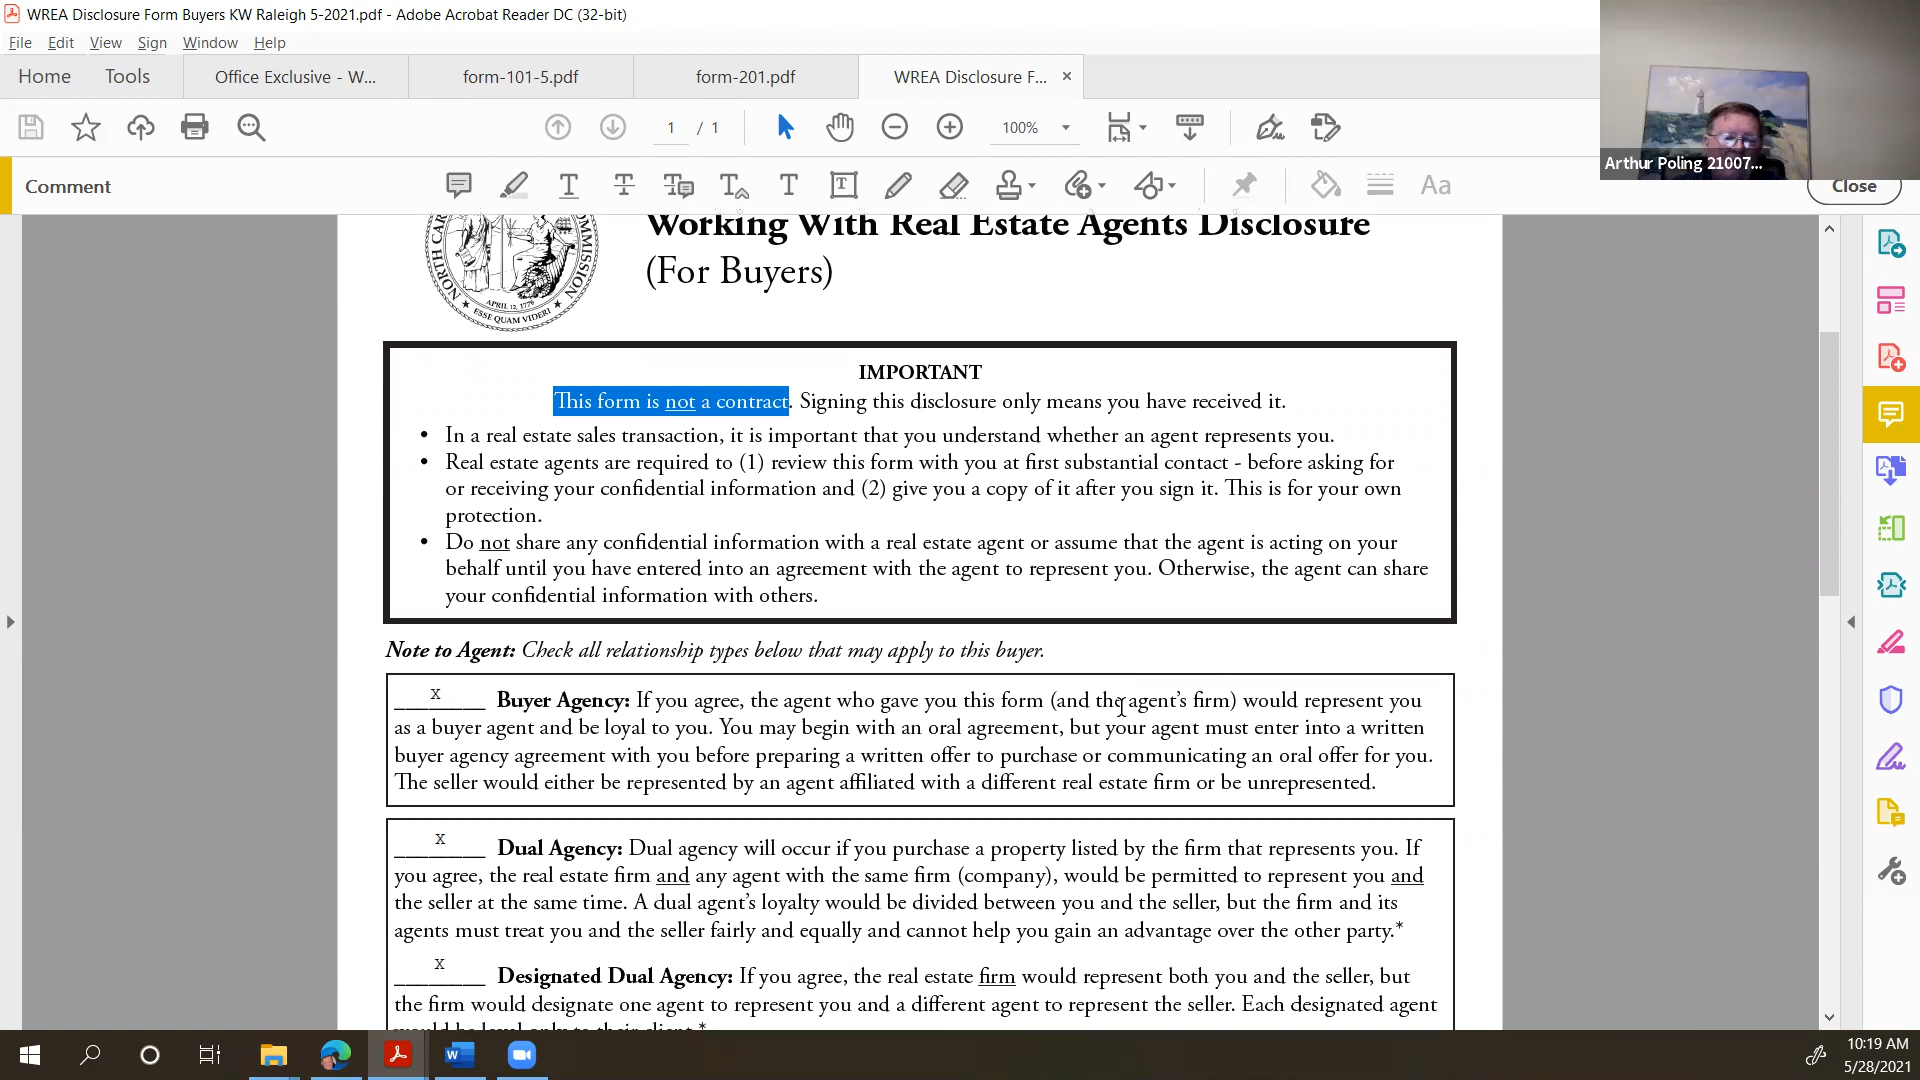 WREA Disclosure Form Buyers KW Raleigh 5-2021.pdf - Adobe Acrobat Reader DC (32-bit)
File Edit View Sign Window Help
Home Tools Office Exclusive - W... form-101-5.pdf form-201.pdf WREA Disclosure F... ×
1 / 1 100%
Arthur Poling 21007...
Comment
Aa
Close
NORTH CAR
COMMISSION
APRIL 12, 1776
ESSE QUAM VIDERI
Working With Real Estate Agents Disclosure
(For Buyers)
IMPORTANT
This form is not a contract. Signing this disclosure only means you have received it.
• In a real estate sales transaction, it is important that you understand whether an agent represents you.
• Real estate agents are required to (1) review this form with you at first substantial contact - before asking for
or receiving your confidential information and (2) give you a copy of it after you sign it. This is for your own
protection.
• Do not share any confidential information with a real estate agent or assume that the agent is acting on your
behalf until you have entered into an agreement with the agent to represent you. Otherwise, the agent can share
your confidential information with others.
Note to Agent: Check all relationship types below that may apply to this buyer.
x Buyer Agency: If you agree, the agent who gave you this form (and the agent's firm) would represent you
as a buyer agent and be loyal to you. You may begin with an oral agreement, but your agent must enter into a written
buyer agency agreement with you before preparing a written offer to purchase or communicating an oral offer for you.
The seller would either be represented by an agent affiliated with a different real estate firm or be unrepresented.
x Dual Agency: Dual agency will occur if you purchase a property listed by the firm that represents you. If
you agree, the real estate firm and any agent with the same firm (company), would be permitted to represent you and
the seller at the same time. A dual agent's loyalty would be divided between you and the seller, but the firm and its
agents must treat you and the seller fairly and equally and cannot help you gain an advantage over the other party.*
x Designated Dual Agency: If you agree, the real estate firm would represent both you and the seller, but
the firm would designate one agent to represent you and a different agent to represent the seller. Each designated agent
would be loyal only to their client.*
10:19 AM
5/28/2021